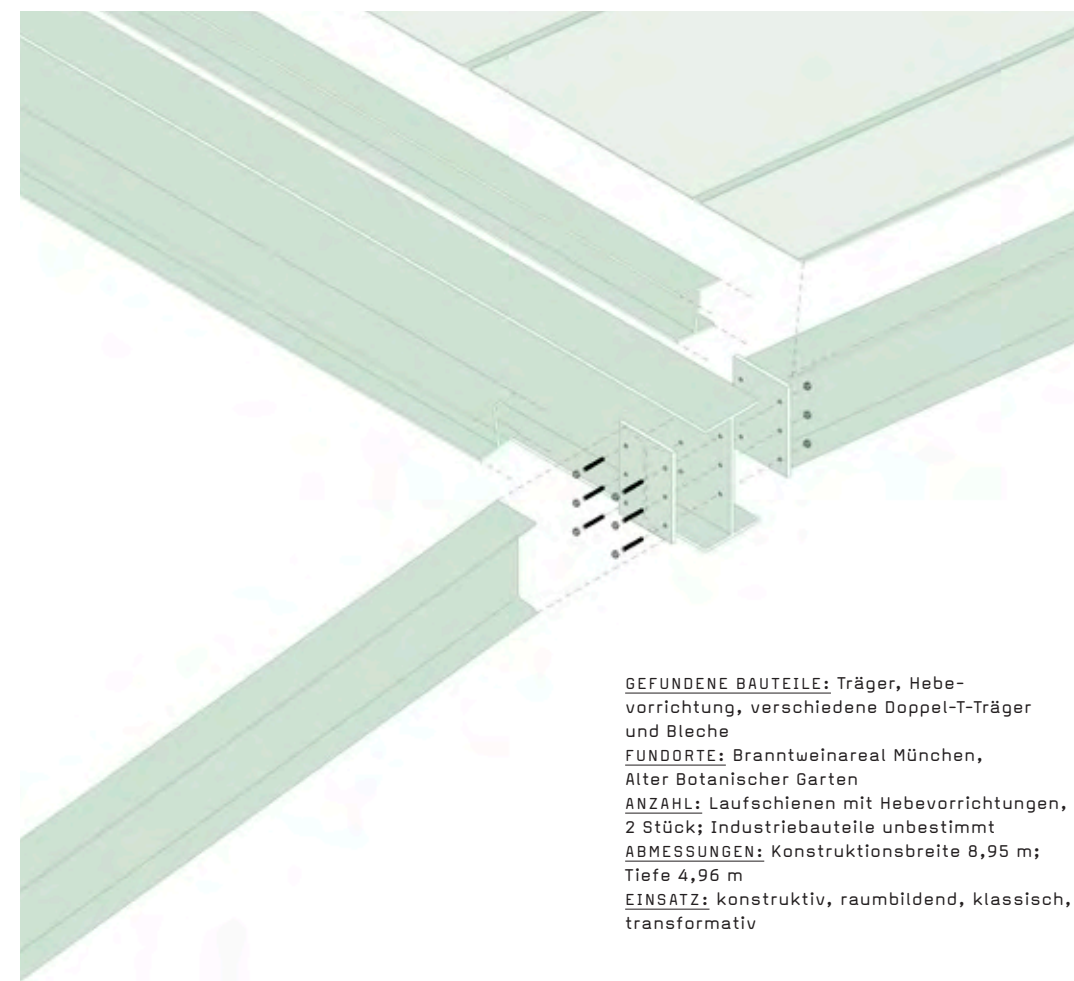 GEFUNDENE BAUTEILE: Träger, Hebe-
vorrichtung, verschiedene Doppel-T-Träger
und Bleche
FUNDORTE: Branntweinareal München,
Alter Botanischer Garten
ANZAHL: Laufschienen mit Hebevorrichtungen,
2 Stück; Industriebauteile unbestimmt
ABMESSUNGEN: Konstruktionsbreite 8,95 m;
Tiefe 4,96 m
EINSATZ: konstruktiv, raumbildend, klassisch,
transformativ